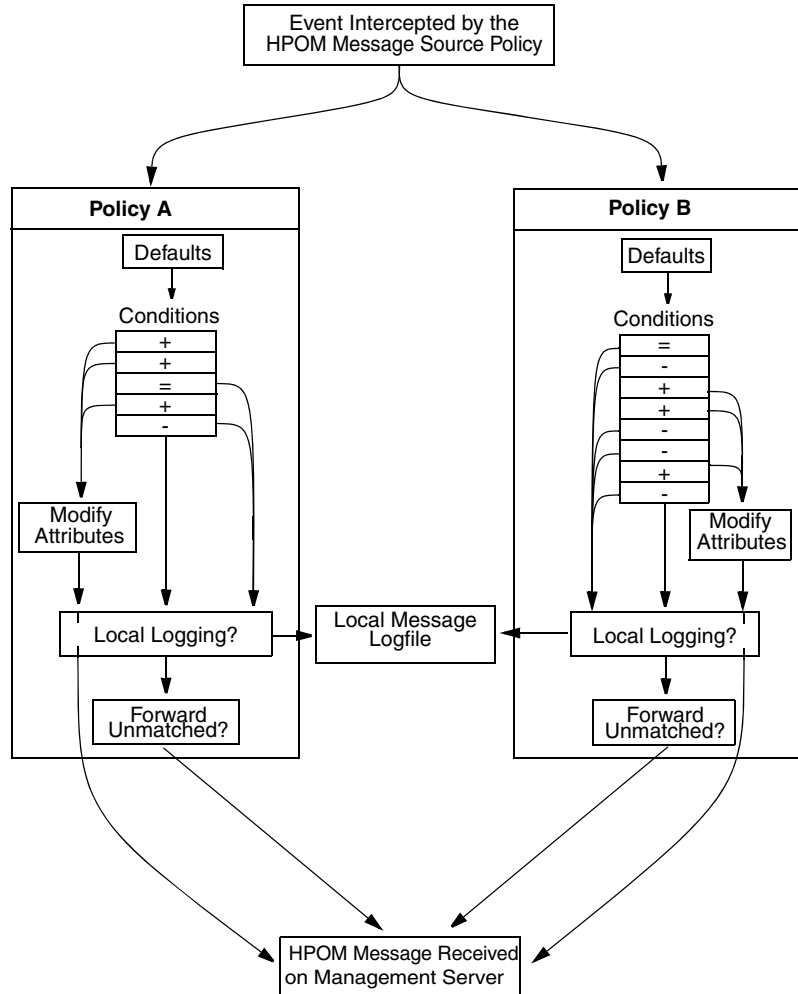 Event Intercepted by the
HPOM Message Source Policy
Policy A
Defaults
Conditions
+
+
=
+
-
Modify
Attributes
Local Logging?
Forward
Unmatched?
Local Message
Logfile
Policy B
Defaults
Conditions
=
-
+
+
-
-
+
-
Modify
Attributes
Local Logging?
Forward
Unmatched?
HPOM Message Received
on Management Server